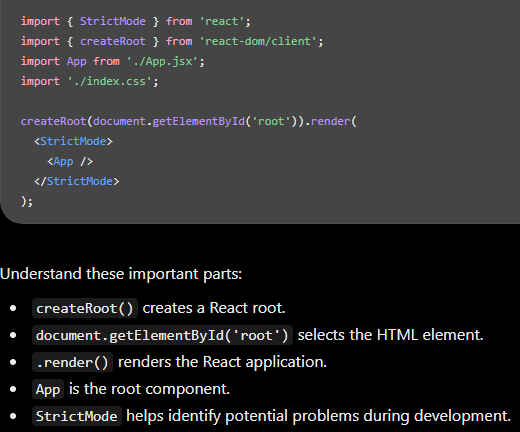 import { StrictMode } from 'react';
import { createRoot } from 'react-dom/client';
import App from './App.jsx';
import './index.css';

createRoot(document.getElementById('root')).render(
  <StrictMode>
    <App />
  </StrictMode>
);

Understand these important parts:
• createRoot() creates a React root.
• document.getElementById('root') selects the HTML element.
• .render() renders the React application.
• App is the root component.
• StrictMode helps identify potential problems during development.